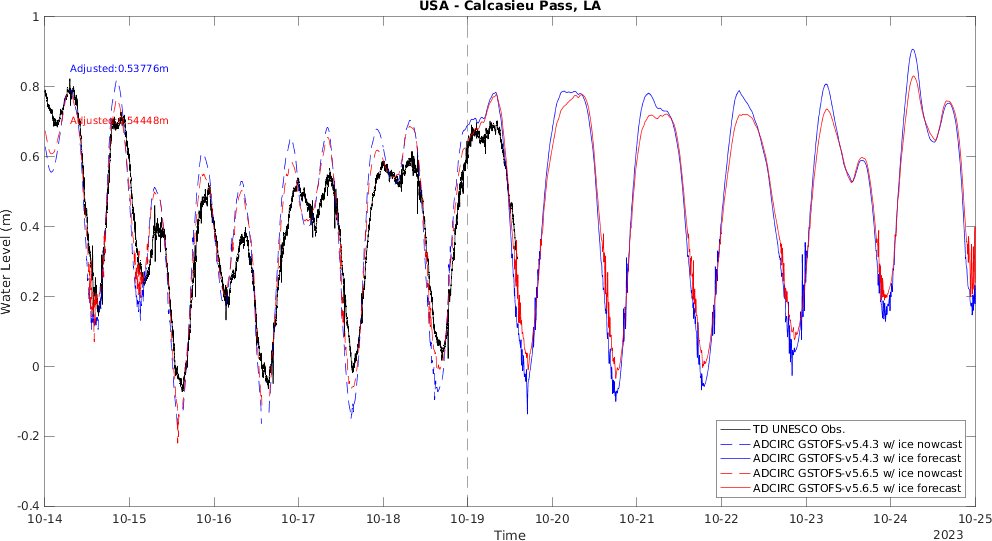 USA - Calcasieu Pass, LA
1
0.8
0.6
0.4
0.2
0
-0.2
-0.4
Water Level (m)
Adjusted:0.53776m
Adjusted:0.54448m
TD UNESCO Obs.
ADCIRC GSTOFS-v5.4.3 w/ ice nowcast
ADCIRC GSTOFS-v5.4.3 w/ ice forecast
ADCIRC GSTOFS-v5.6.5 w/ ice nowcast
ADCIRC GSTOFS-v5.6.5 w/ ice forecast
10-14 10-15 10-16 10-17 10-18 10-19 10-20 10-21 10-22 10-23 10-24 10-25
Time
2023